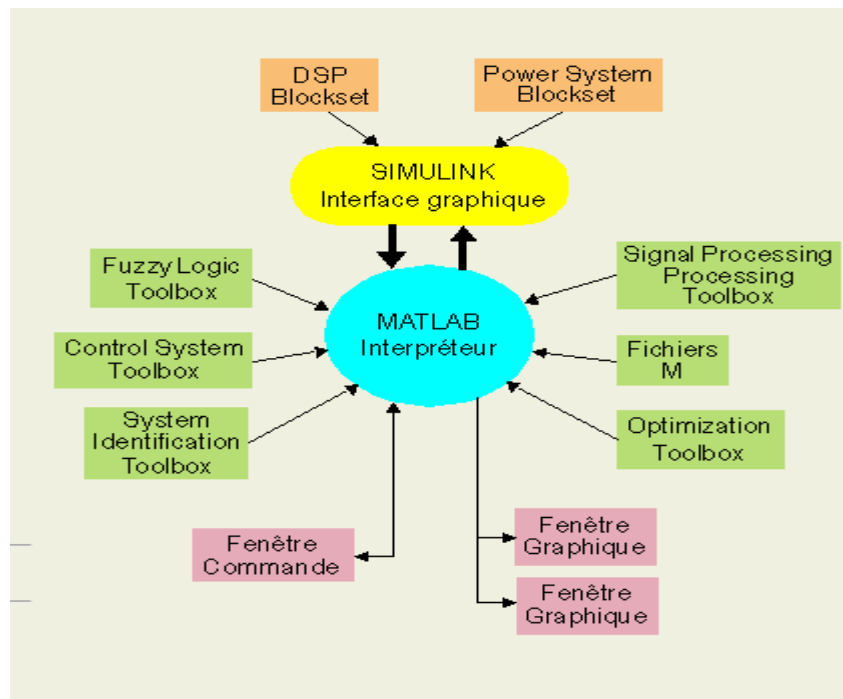 DSP
Blockset
Power System
Blockset
SIMULINK
Interface graphique
Fuzzy Logic
Toolbox
Signal Processing
Processing
Toolbox
MATLAB
Interpréteur
Control System
Toolbox
Fichiers
M
System
Identification
Toolbox
Optimization
Toolbox
Fenêtre
Commande
Fenêtre
Graphique
Fenêtre
Graphique